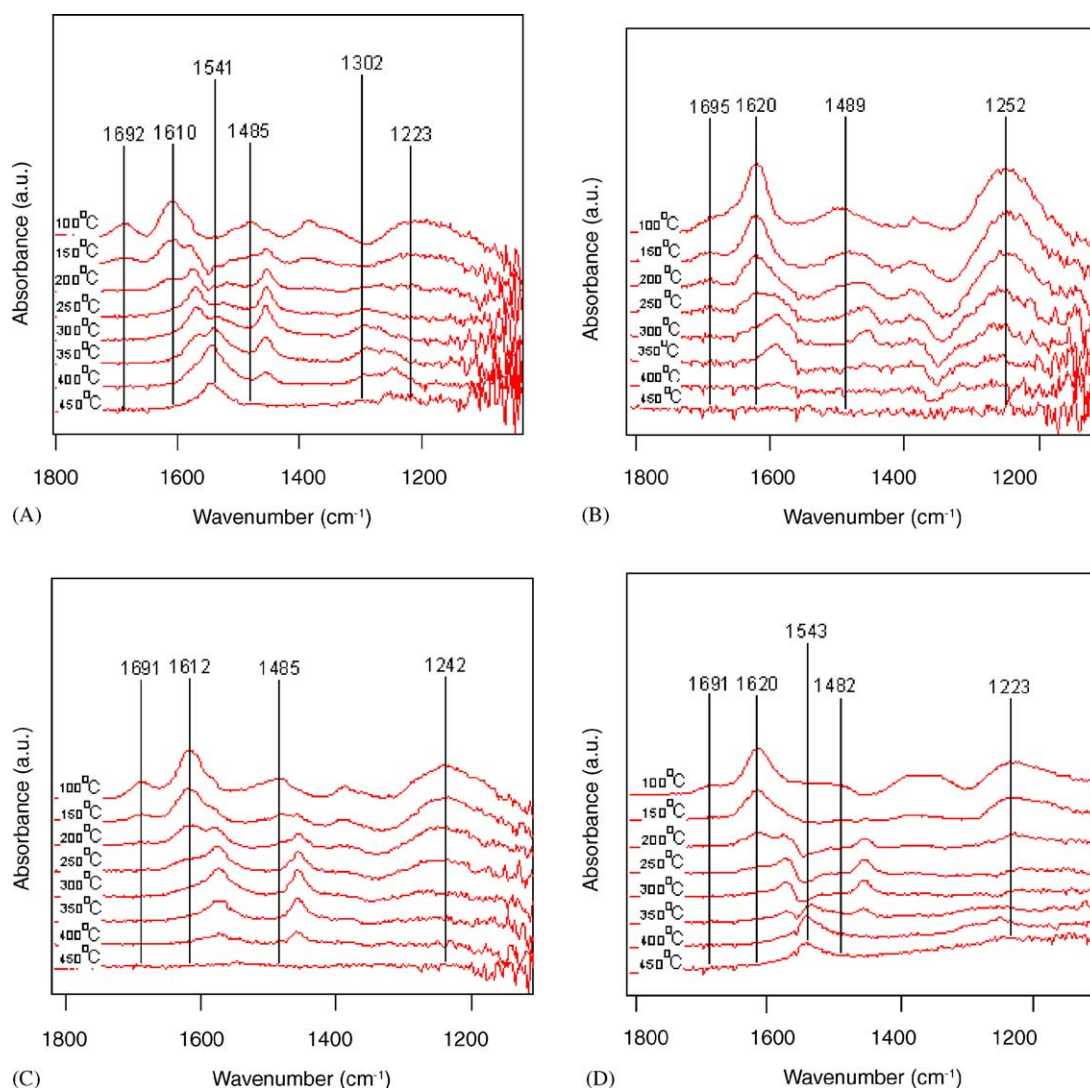 1541
1302
1692 1610 1485 1223
Absorbance (a.u.)
100°C
150°C
200°C
250°C
300°C
350°C
400°C
450°C
1800 1600 1400 1200
Wavenumber (cm⁻¹)
(A)
1695 1620 1489 1252
Absorbance (a.u.)
100°C
150°C
200°C
250°C
300°C
350°C
400°C
450°C
1800 1600 1400 1200
Wavenumber (cm⁻¹)
(B)
1691 1612 1485 1242
Absorbance (a.u.)
100°C
150°C
200°C
250°C
300°C
350°C
400°C
450°C
1800 1600 1400 1200
Wavenumber (cm⁻¹)
(C)
1543
1691 1620 1482 1223
Absorbance (a.u.)
100°C
150°C
200°C
250°C
300°C
350°C
400°C
450°C
1800 1600 1400 1200
Wavenumber (cm⁻¹)
(D)